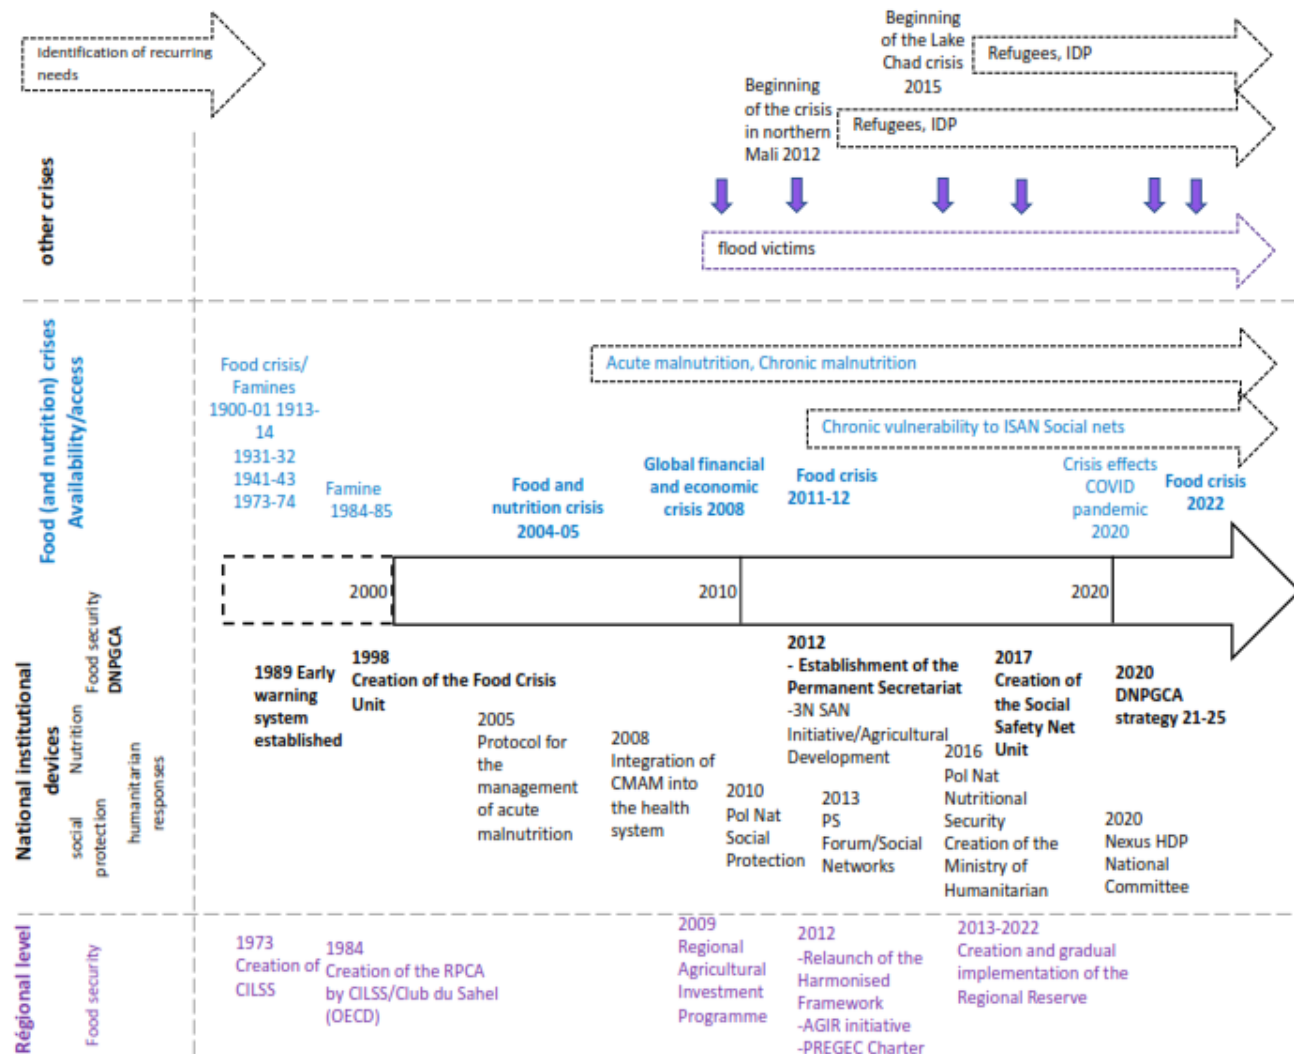 Identification of recurring
needs
Beginning
of the Lake
Chad crisis
2015
Refugees, IDP
Beginning
of the crisis
in northern
Mali 2012
Refugees, IDP
other crises
flood victims
Food (and nutrition) crises
Availability/access
Food crisis/
Famines
1900-01 1913-
14
1931-32
1941-43
1973-74
Famine
1984-85
Acute malnutrition, Chronic malnutrition
Chronic vulnerability to ISAN Social nets
Food and
nutrition crisis
2004-05
Global financial
and economic
crisis 2008
Food crisis
2011-12
Crisis effects
COVID
pandemic
2020
Food crisis
2022
2000
2010
2020
National institutional
devices
Food security
DNPGCA
Nutrition
social
protection
humanitarian
responses
1989 Early
warning
system
established
1998
Creation of the Food Crisis
Unit
2005
Protocol for
the
management
of acute
malnutrition
2008
Integration of
CMAM into
the health
system
2010
Pol Nat
Social
Protection
2012
- Establishment of the
Permanent Secretariat
-3N SAN
Initiative/Agricultural
Development
2013
PS
Forum/Social
Networks
2017
Creation of
the Social
Safety Net
Unit
2016
Pol Nat
Nutritional
Security
Creation of the
Ministry of
Humanitarian
2020
DNPGCA
strategy 21-25
2020
Nexus HDP
National
Committee
Régional level
Food security
1973
Creation of
CILSS
1984
Creation of the RPCA
by CILSS/Club du Sahel
(OECD)
2009
Regional
Agricultural
Investment
Programme
2012
-Relaunch of the
Harmonised
Framework
-AGIR initiative
-PREGEC Charter
2013-2022
Creation and gradual
implementation of the
Regional Reserve